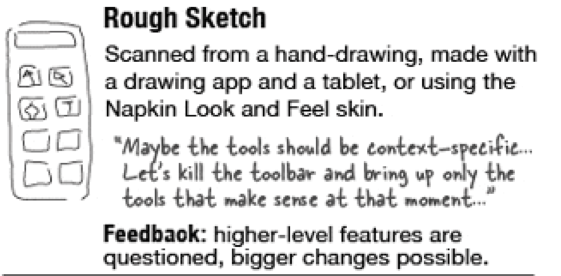 Rough Sketch
Scanned from a hand-drawing, made with
a drawing app and a tablet, or using the
Napkin Look and Feel skin.
"Maybe the tools should be context-specific...
Let's kill the toolbar and bring up only the
tools that make sense at that moment..."
Feedback: higher-level features are
questioned, bigger changes possible.